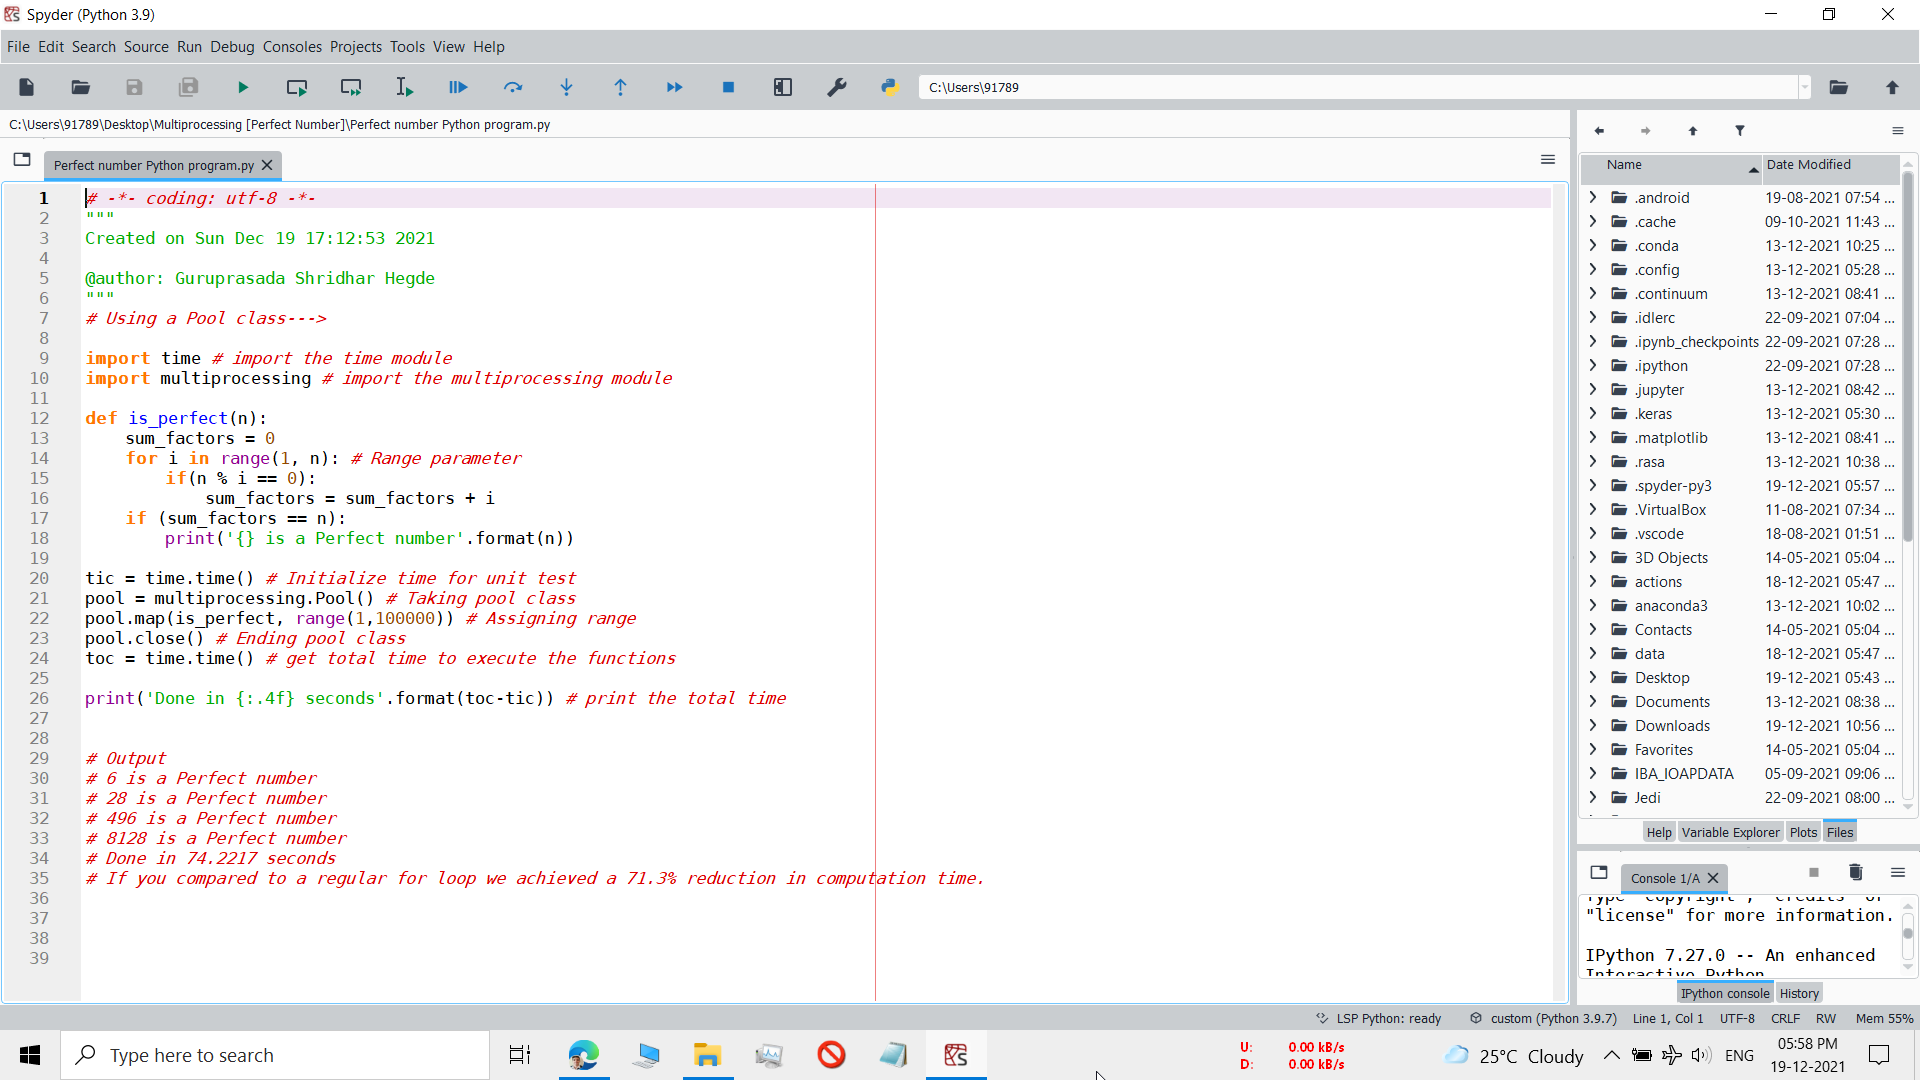 Spyder (Python 3.9)
File Edit Search Source Run Debug Consoles Projects Tools View Help
C:\Users\91789
C:\Users\91789\Desktop\Multiprocessing [Perfect Number]\Perfect number Python program.py
Perfect number Python program.py
1 # -*- coding: utf-8 -*-
2 """
3 Created on Sun Dec 19 17:12:53 2021
4
5 @author: Guruprasada Shridhar Hegde
6 """
7 # Using a Pool class--->
8
9 import time # import the time module
10 import multiprocessing # import the multiprocessing module
11
12 def is_perfect(n):
13     sum_factors = 0
14     for i in range(1, n): # Range parameter
15         if(n % i == 0):
16             sum_factors = sum_factors + i
17     if (sum_factors == n):
18         print('{} is a Perfect number'.format(n))
19
20 tic = time.time() # Initialize time for unit test
21 pool = multiprocessing.Pool() # Taking pool class
22 pool.map(is_perfect, range(1,100000)) # Assigning range
23 pool.close() # Ending pool class
24 toc = time.time() # get total time to execute the functions
25
26 print('Done in {:.4f} seconds'.format(toc-tic)) # print the total time
27
28
29 # Output
30 # 6 is a Perfect number
31 # 28 is a Perfect number
32 # 496 is a Perfect number
33 # 8128 is a Perfect number
34 # Done in 74.2217 seconds
35 # If you compared to a regular for loop we achieved a 71.3% reduction in computation time.
36
37
38
39
Name Date Modified
.android 19-08-2021 07:54 ...
.cache 09-10-2021 11:43 ...
.conda 13-12-2021 10:25 ...
.config 13-12-2021 05:28 ...
.continuum 13-12-2021 08:41 ...
.idlerc 22-09-2021 07:04 ...
.ipynb_checkpoints 22-09-2021 07:28 ...
.ipython 22-09-2021 07:28 ...
.jupyter 13-12-2021 08:42 ...
.keras 13-12-2021 05:30 ...
.matplotlib 13-12-2021 08:41 ...
.rasa 13-12-2021 10:38 ...
.spyder-py3 19-12-2021 05:57 ...
.VirtualBox 11-08-2021 07:34 ...
.vscode 18-08-2021 01:51 ...
3D Objects 14-05-2021 05:04 ...
actions 18-12-2021 05:47 ...
anaconda3 13-12-2021 10:02 ...
Contacts 14-05-2021 05:04 ...
data 18-12-2021 05:47 ...
Desktop 19-12-2021 05:43 ...
Documents 13-12-2021 08:38 ...
Downloads 19-12-2021 10:56 ...
Favorites 14-05-2021 05:04 ...
IBA_IOAPDATA 05-09-2021 09:06 ...
Jedi 22-09-2021 08:00 ...
Help Variable Explorer Plots Files
Console 1/A
Type "copyright", "credits" or
"license" for more information.
IPython 7.27.0 -- An enhanced
Interactive Python
IPython console History
LSP Python: ready custom (Python 3.9.7) Line 1, Col 1 UTF-8 CRLF RW Mem 55%
Type here to search
U: 0.00 kB/s
D: 0.00 kB/s
25°C Cloudy
ENG
05:58 PM
19-12-2021